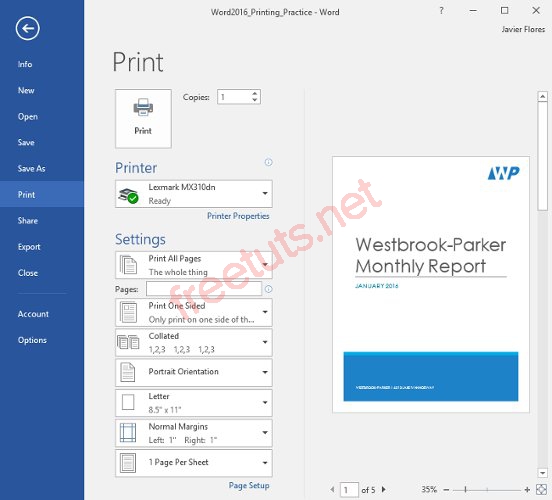 Word2016_Printing_Practice - Word
?
Javier Flores
Info
New
Open
Save
Save As
Print
Share
Export
Close
Account
Options
Print
Print
Copies: 1
Printer
Lexmark MX310dn
Ready
Printer Properties
Settings
Print All Pages
The whole thing
Pages:
Print One Sided
Only print on one side of th...
Collated
1,2,3 1,2,3 1,2,3
Portrait Orientation
Letter
8.5" x 11"
Normal Margins
Left: 1" Right: 1"
1 Page Per Sheet
Page Setup
WP
Westbrook-Parker
Monthly Report
JANUARY 2016
1 of 5
35%
freetuts.net